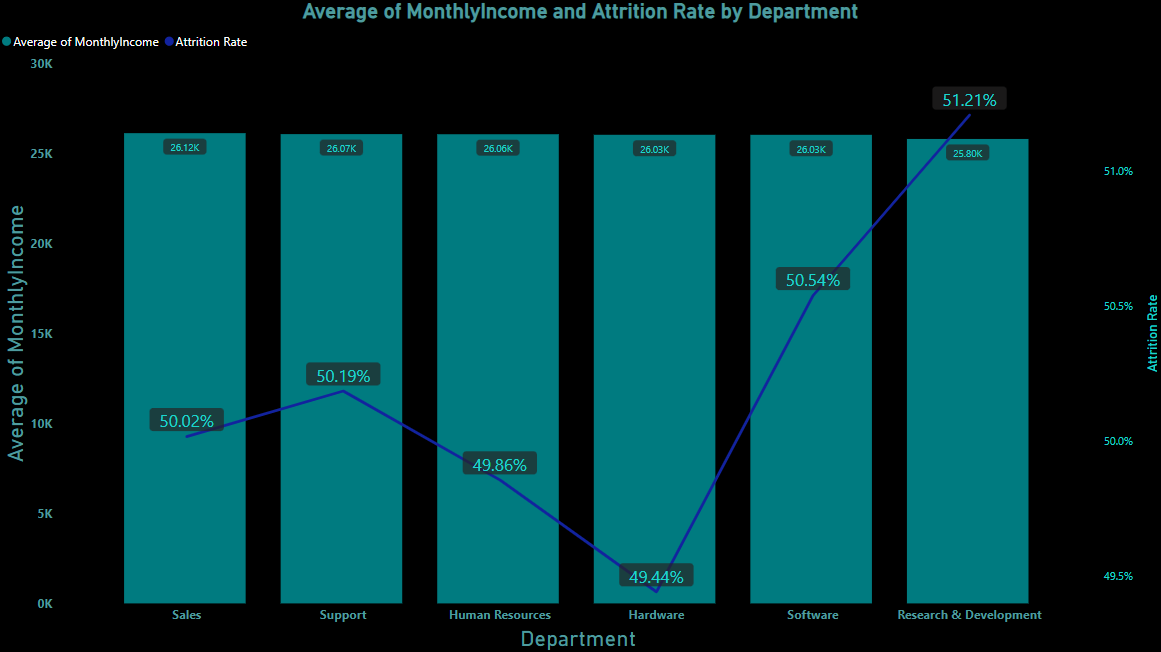 Average of MonthlyIncome and Attrition Rate by Department
Average of MonthlyIncome Attrition Rate
30K
25K
20K
15K
10K
5K
0K
Average of MonthlyIncome
26.12K
26.07K
26.06K
26.03K
26.03K
25.80K
50.02%
50.19%
49.86%
49.44%
50.54%
51.21%
51.0%
50.5%
50.0%
49.5%
Attrition Rate
Sales
Support
Human Resources
Hardware
Software
Research & Development
Department